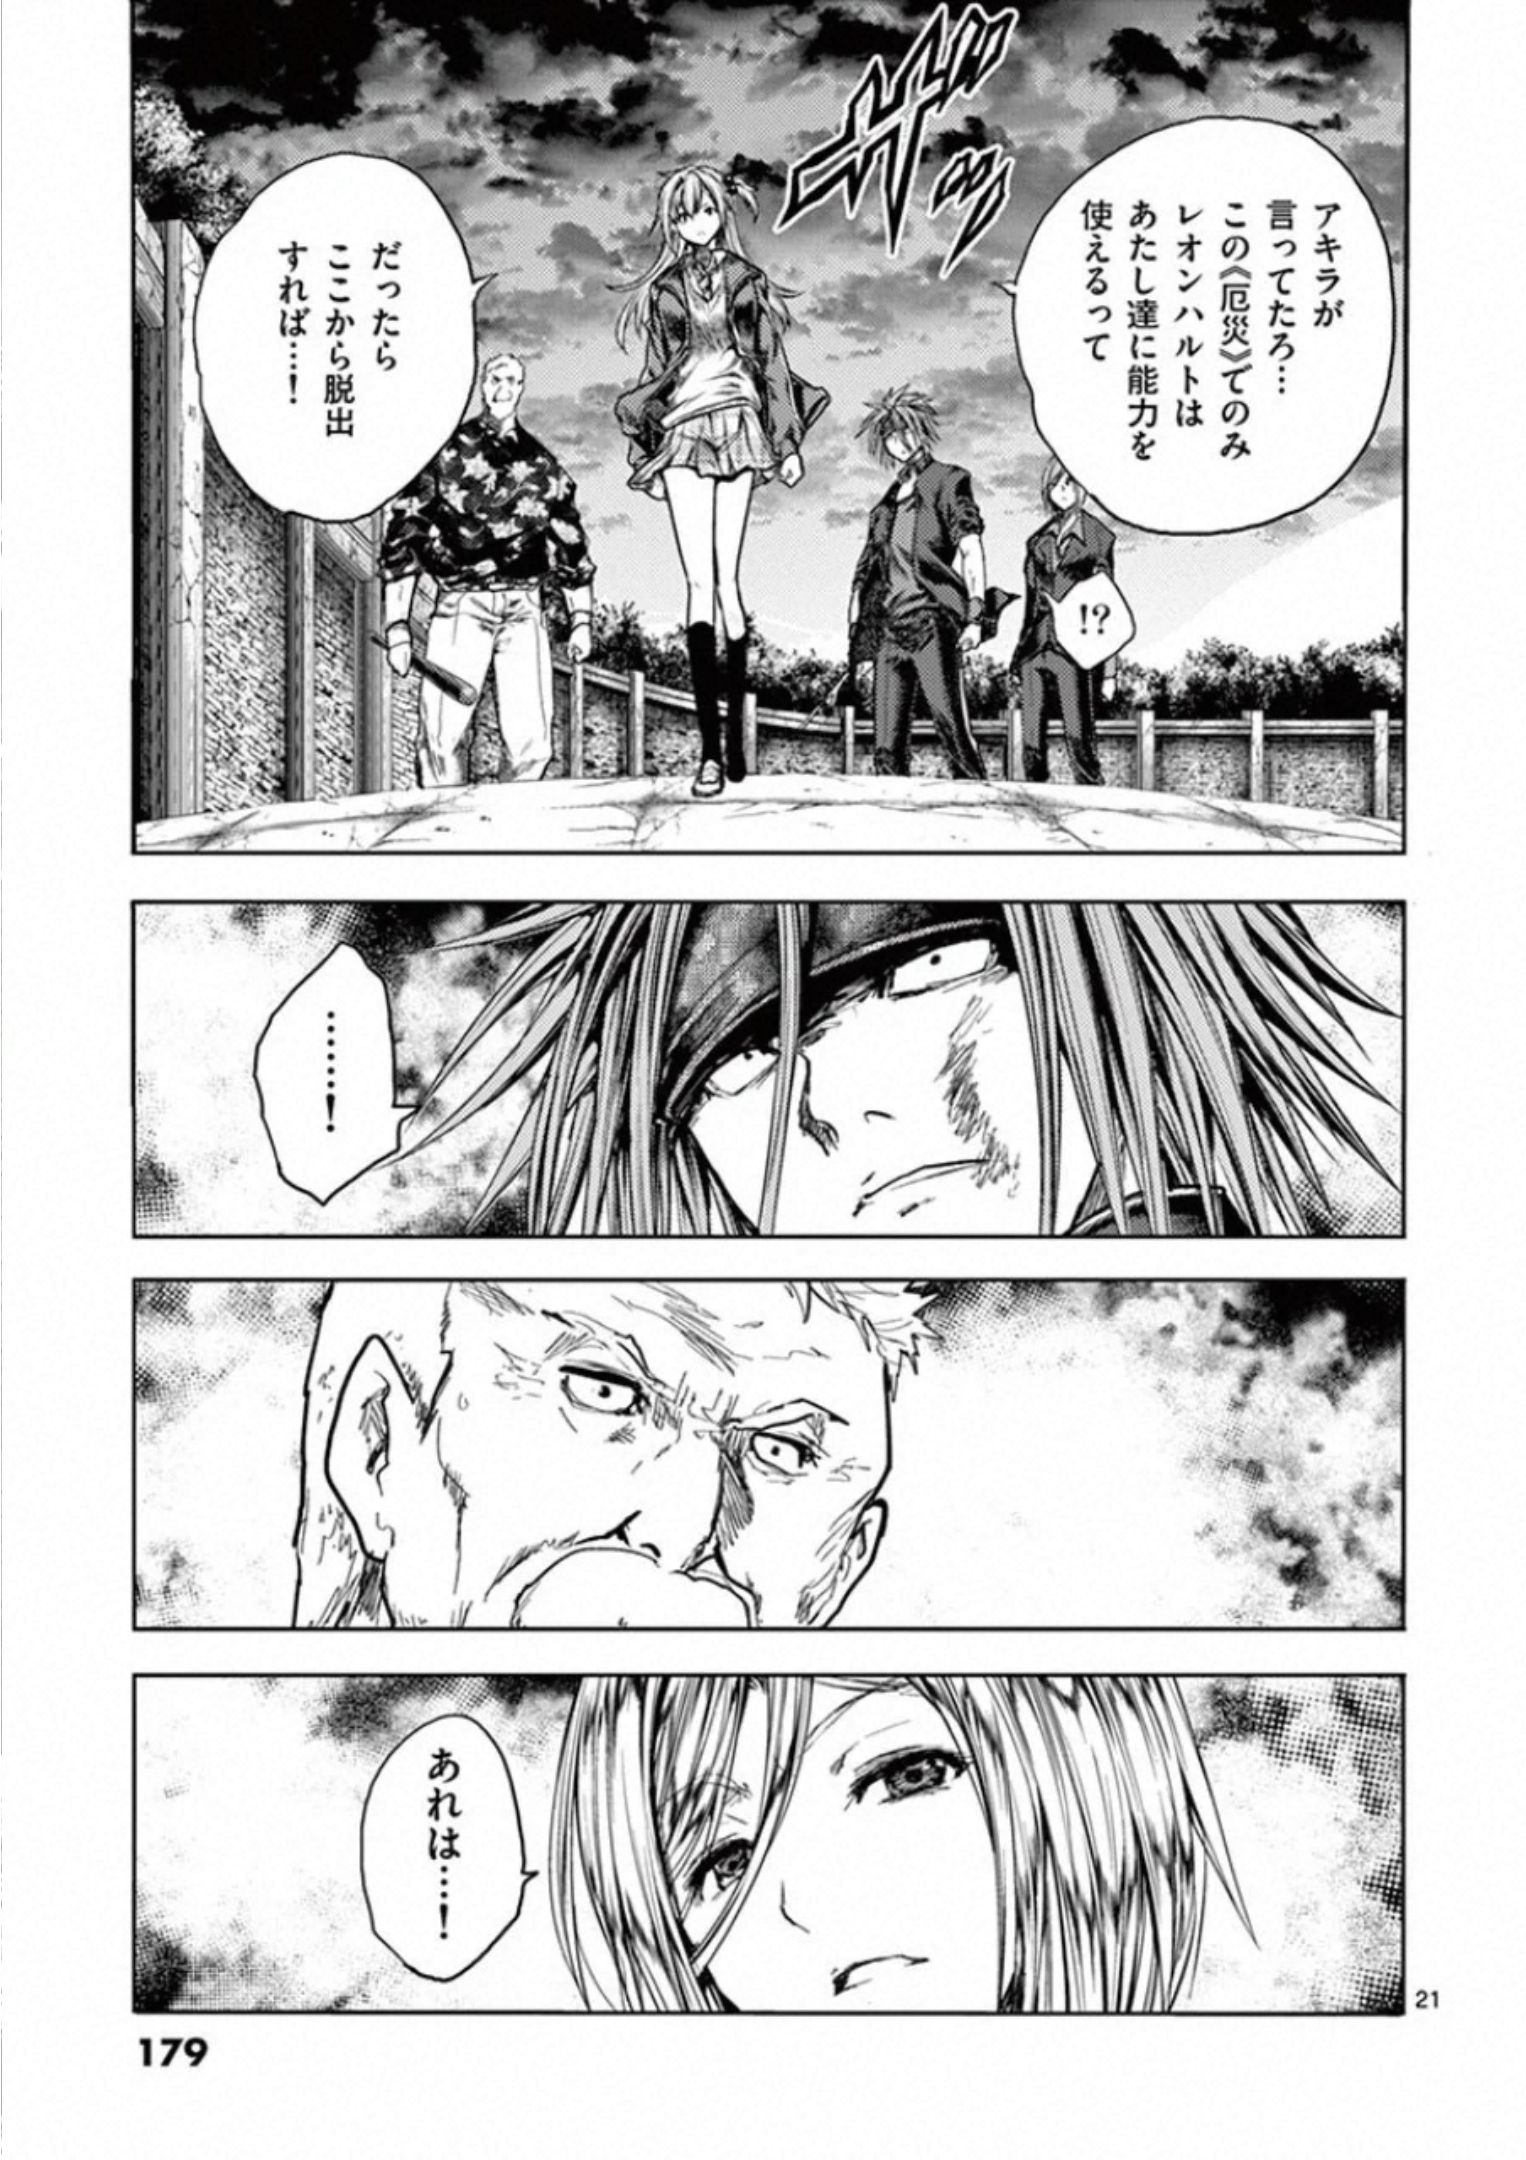 アキラが
言ってたろ…
この《厄災》でのみ
レオンハルトは
あたし達に能力を
使えるって
!?
ザッ
だったら
ここから脱出
すれば……!
………!
あれは……!
21
179